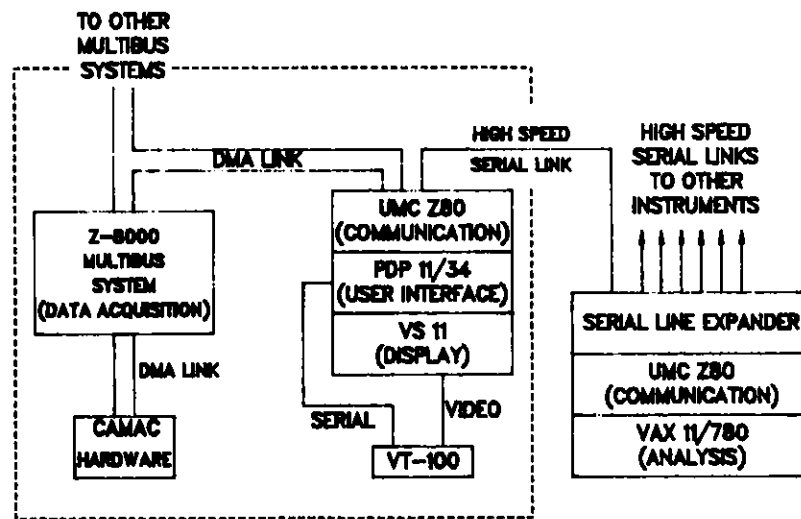 TO OTHER
MULTIBUS
SYSTEMS
DMA LINK
HIGH SPEED
SERIAL LINK
HIGH SPEED
SERIAL LINKS
TO OTHER
INSTRUMENTS
Z-8000
MULTIBUS
SYSTEM
(DATA ACQUISITION)
UMC Z80
(COMMUNICATION)
PDP 11/34
(USER INTERFACE)
VS 11
(DISPLAY)
SERIAL LINE EXPANDER
UMC Z80
(COMMUNICATION)
VAX 11/780
(ANALYSIS)
DMA LINK
SERIAL
VIDEO
CAMAC
HARDWARE
VT-100